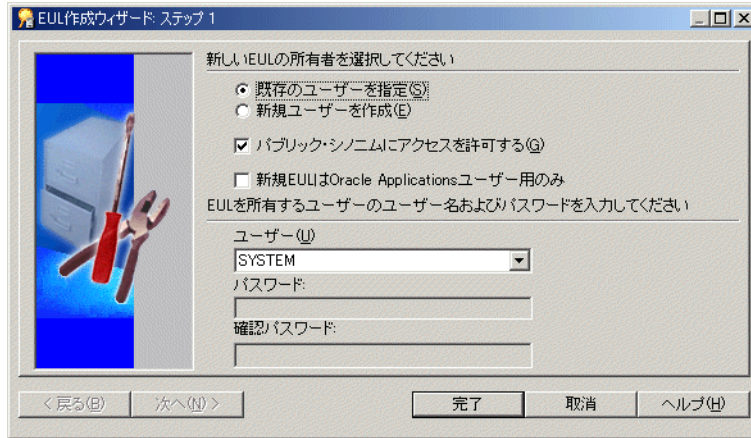 EUL作成ウィザード: ステップ 1
新しいEULの所有者を選択してください
既存のユーザーを指定(S)
新規ユーザーを作成(E)
パブリック・シノニムにアクセスを許可する(G)
新規EULはOracle Applicationsユーザー用のみ
EULを所有するユーザーのユーザー名およびパスワードを入力してください
ユーザー(U)
SYSTEM
パスワード:
確認パスワード:
< 戻る(B)
次へ(N) >
完了
取消
ヘルプ(H)